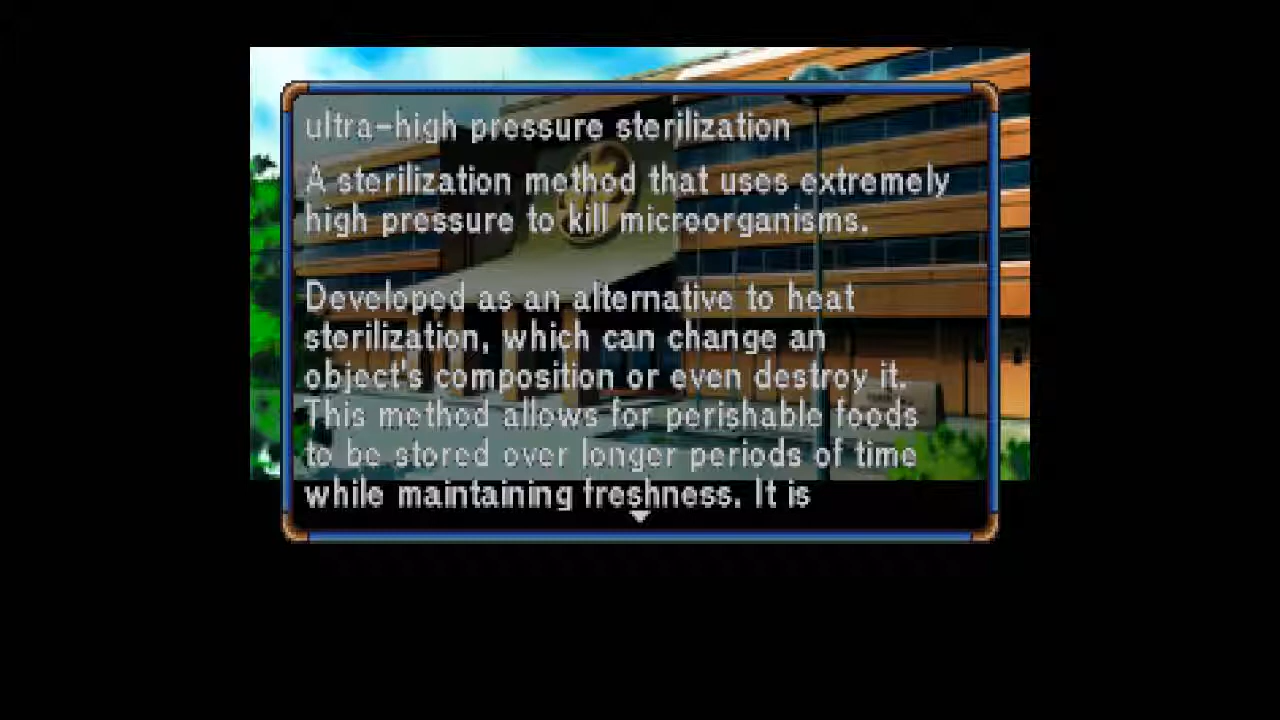 ultra-high pressure sterilization
A sterilization method that uses extremely
high pressure to kill microorganisms.
Developed as an alternative to heat
sterilization, which can change an
object's composition or even destroy it.
This method allows for perishable foods
to be stored over longer periods of time
while maintaining freshness. It is